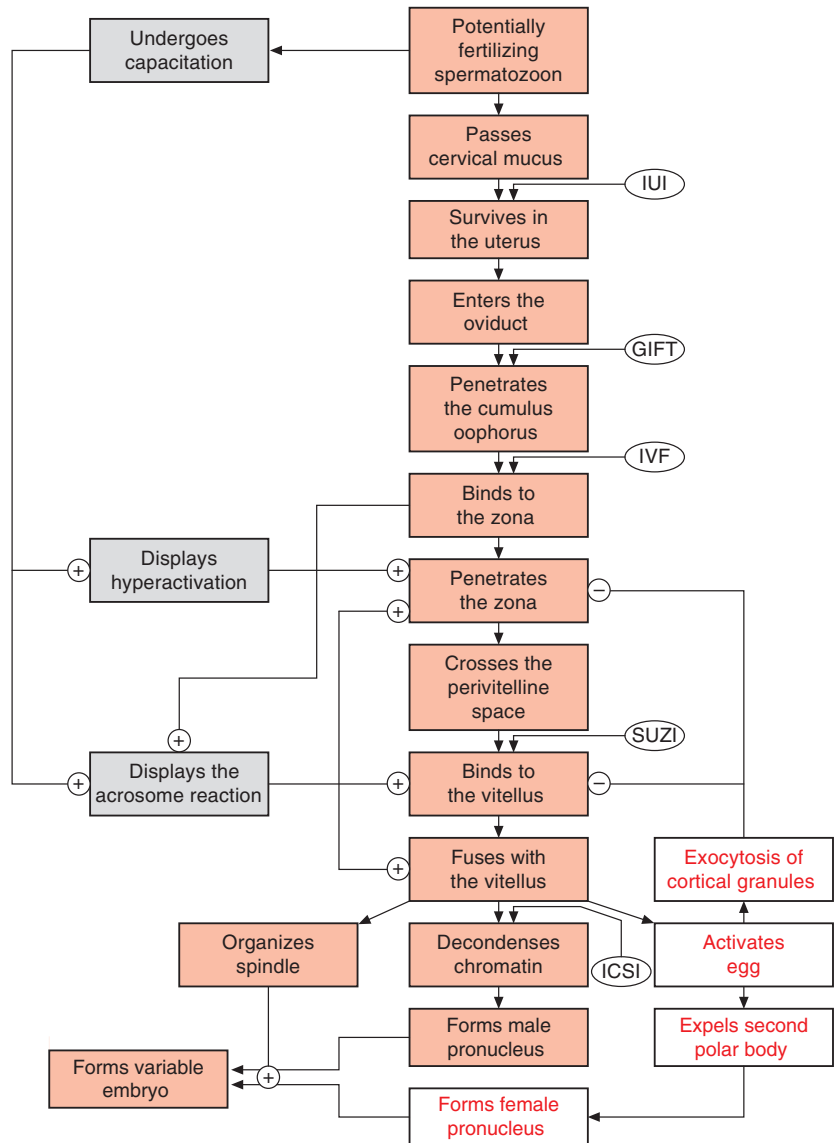 Undergoes
capacitation
Potentially
fertilizing
spermatozoon
Passes
cervical mucus
IUI
Survives in
the uterus
Enters the
oviduct
GIFT
Penetrates
the cumulus
oophorus
IVF
Binds to
the zona
Displays
hyperactivation
+
+
Penetrates
the zona
−
+
Crosses the
perivitelline
space
SUZI
+
Displays the
acrosome reaction
+
+
Binds to
the vitellus
−
Fuses with
the vitellus
+
Exocytosis of
cortical granules
Organizes
spindle
Decondenses
chromatin
ICSI
Activates
egg
Forms male
pronucleus
Expels second
polar body
Forms variable
embryo
+
Forms female
pronucleus